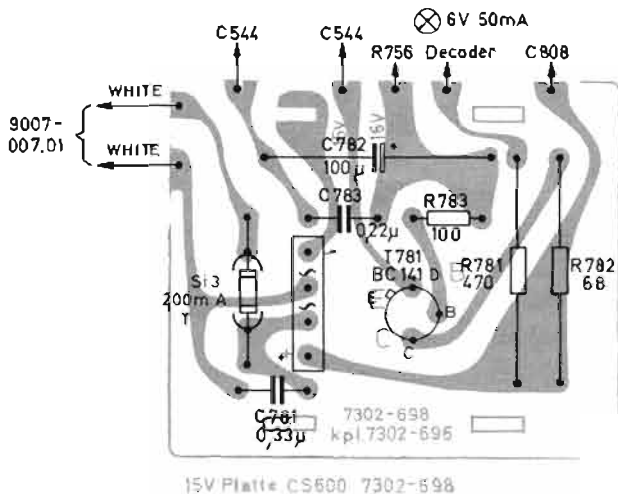 6V 50mA
C544
C544
R756
Decoder
C808
WHITE
9007-
007.01
WHITE
16V
C782
100µ
C783
0,22µ
R783
100
T781
BC141 D
E
B
C
C
R781
470
R782
68
Si3
200mA
T
+
C781
0,33µ
7302-698
kpl.7302-696
15V Platte CS600 7302-698